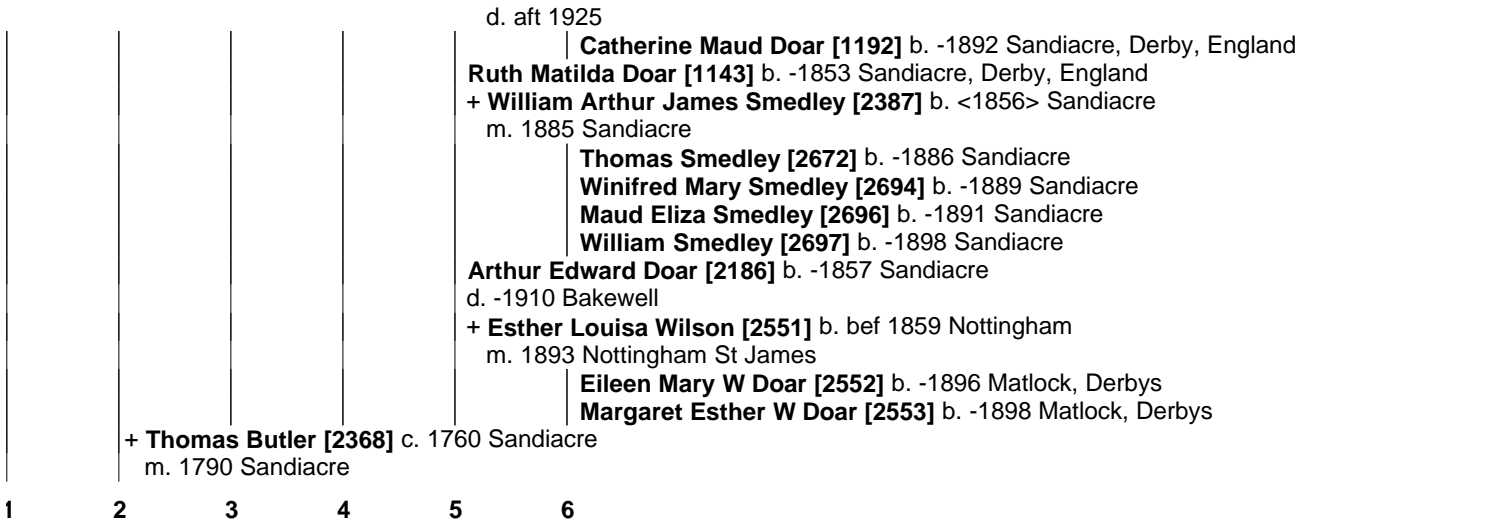 d. aft 1925
Catherine Maud Doar [1192] b. -1892 Sandiacre, Derby, England
Ruth Matilda Doar [1143] b. -1853 Sandiacre, Derby, England
+ William Arthur James Smedley [2387] b. <1856> Sandiacre
m. 1885 Sandiacre
Thomas Smedley [2672] b. -1886 Sandiacre
Winifred Mary Smedley [2694] b. -1889 Sandiacre
Maud Eliza Smedley [2696] b. -1891 Sandiacre
William Smedley [2697] b. -1898 Sandiacre
Arthur Edward Doar [2186] b. -1857 Sandiacre
d. -1910 Bakewell
+ Esther Louisa Wilson [2551] b. bef 1859 Nottingham
m. 1893 Nottingham St James
Eileen Mary W Doar [2552] b. -1896 Matlock, Derbys
Margaret Esther W Doar [2553] b. -1898 Matlock, Derbys
+ Thomas Butler [2368] c. 1760 Sandiacre
m. 1790 Sandiacre
1 2 3 4 5 6